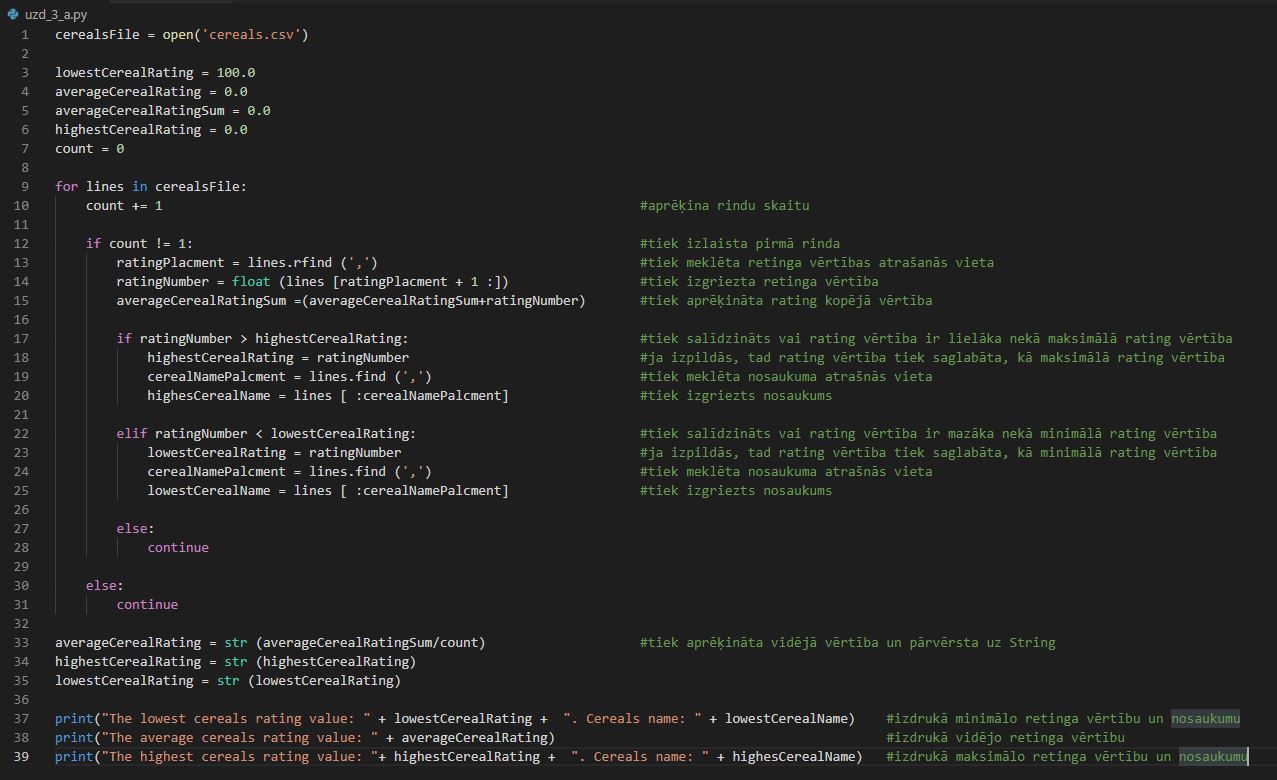 uzd_3_a.py
1 cerealsFile = open('cereals.csv')
2
3 lowestCerealRating = 100.0
4 averageCerealRating = 0.0
5 averageCerealRatingSum = 0.0
6 highestCerealRating = 0.0
7 count = 0
8
9 for lines in cerealsFile:
10 count += 1 #aprēķina rindu skaitu
11
12 if count != 1: #tiek izlaista pirmā rinda
13 ratingPlacment = lines.rfind (',') #tiek meklēta retinga vērtības atrašanās vieta
14 ratingNumber = float (lines [ratingPlacment + 1 :]) #tiek izgriezta retinga vērtība
15 averageCerealRatingSum =(averageCerealRatingSum+ratingNumber) #tiek aprēķināta rating kopējā vērtība
16
17 if ratingNumber > highestCerealRating: #tiek salīdzināts vai rating vērtība ir lielāka nekā maksimālā rating vērtība
18 highestCerealRating = ratingNumber #ja izpildās, tad rating vērtība tiek saglabāta, kā maksimālā rating vērtība
19 cerealNamePalcment = lines.find (',') #tiek meklēta nosaukuma atrašnās vieta
20 highesCerealName = lines [ :cerealNamePalcment] #tiek izgriezts nosaukums
21
22 elif ratingNumber < lowestCerealRating: #tiek salīdzināts vai rating vērtība ir mazāka nekā minimālā rating vērtība
23 lowestCerealRating = ratingNumber #ja izpildās, tad rating vērtība tiek saglabāta, kā minimālā rating vērtība
24 cerealNamePalcment = lines.find (',') #tiek meklēta nosaukuma atrašnās vieta
25 lowestCerealName = lines [ :cerealNamePalcment] #tiek izgriezts nosaukums
26
27 else:
28 continue
29
30 else:
31 continue
32
33 averageCerealRating = str (averageCerealRatingSum/count) #tiek aprēķināta vidējā vērtība un pārvērsta uz String
34 highestCerealRating = str (highestCerealRating)
35 lowestCerealRating = str (lowestCerealRating)
36
37 print("The lowest cereals rating value: " + lowestCerealRating +  ". Cereals name: " + lowestCerealName) #izdrukā minimālo retinga vērtību un nosaukumu
38 print("The average cereals rating value: " + averageCerealRating) #izdrukā vidējo retinga vērtību
39 print("The highest cereals rating value: "+ highestCerealRating +  ". Cereals name: " + highesCerealName) #izdrukā maksimālo retinga vērtību un nosaukumu